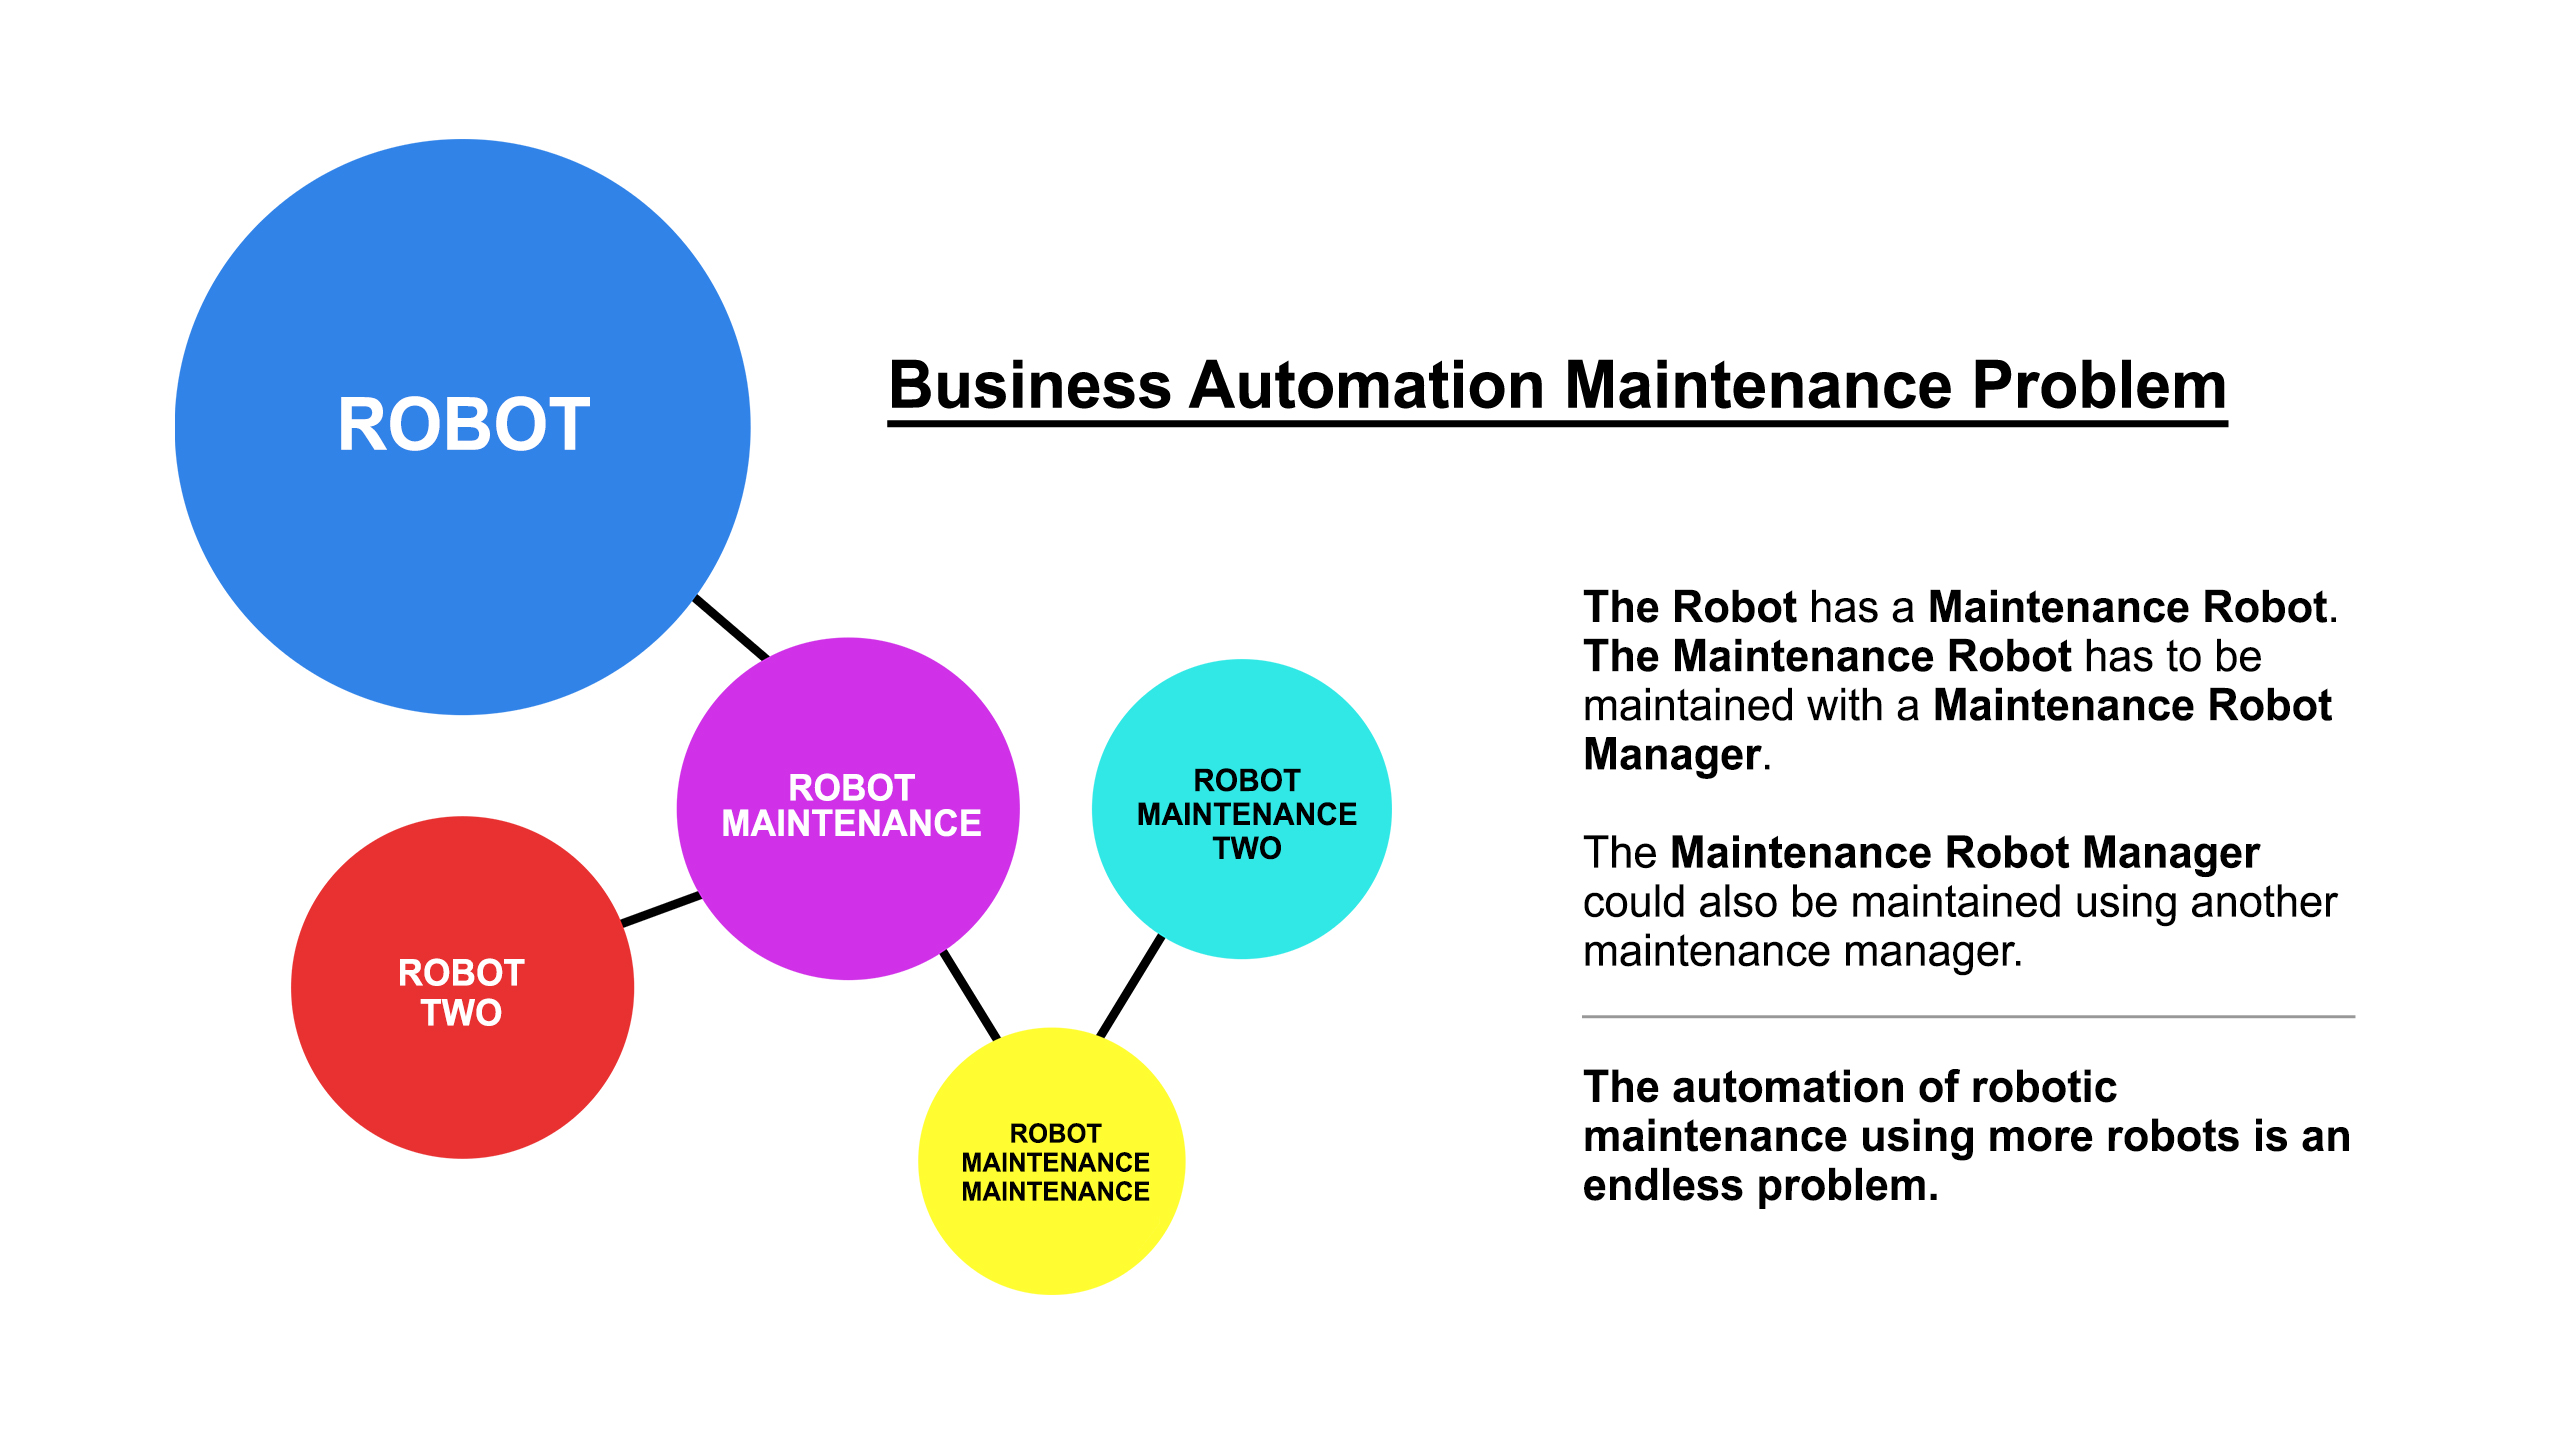 ROBOT
Business Automation Maintenance Problem
ROBOT
MAINTENANCE
ROBOT
MAINTENANCE
TWO
ROBOT
TWO
ROBOT
MAINTENANCE
MAINTENANCE
The Robot has a Maintenance Robot.
The Maintenance Robot has to be
maintained with a Maintenance Robot
Manager.
The Maintenance Robot Manager
could also be maintained using another
maintenance manager.
The automation of robotic
maintenance using more robots is an
endless problem.